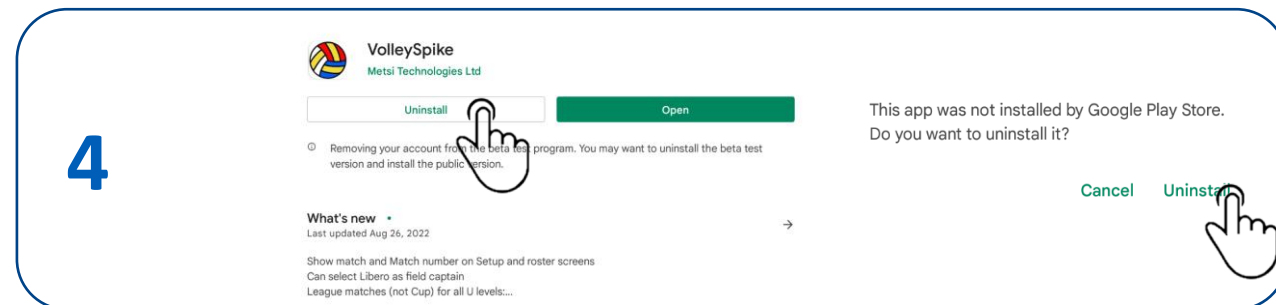 4
VolleySpike
Metsi Technologies Ltd
Uninstall
Open
Removing your account from the beta test program. You may want to uninstall the beta test
version and install the public version.
What's new •
Last updated Aug 26, 2022
Show match and Match number on Setup and roster screens
Can select Libero as field captain
League matches (not Cup) for all U levels:...
This app was not installed by Google Play Store.
Do you want to uninstall it?
Cancel
Uninstall